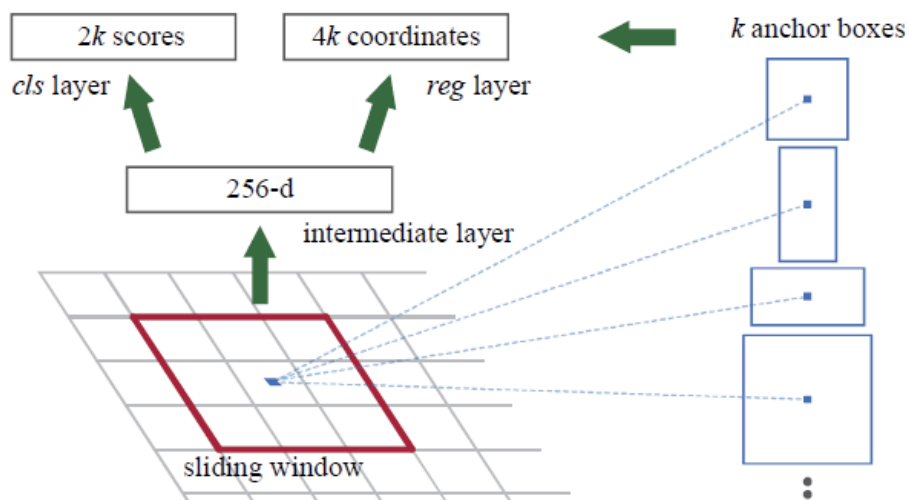 2k scores
4k coordinates
k anchor boxes
cls layer
reg layer
256-d
intermediate layer
sliding window